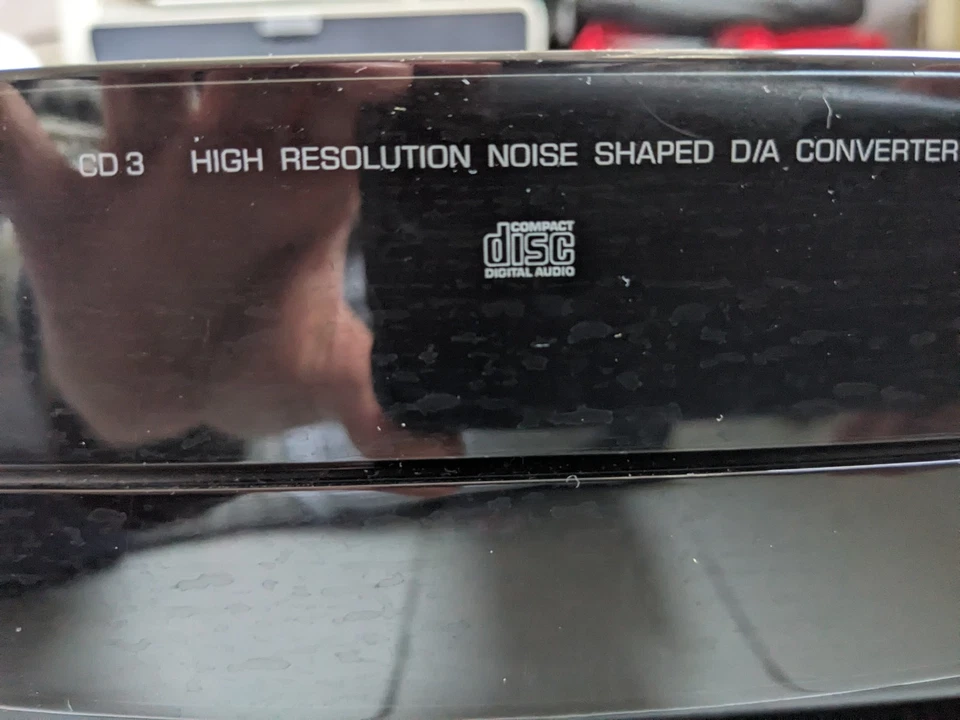 CD 3 HIGH RESOLUTION NOISE SHAPED D/A CONVERTER
COMPACT
disc
DIGITAL AUDIO